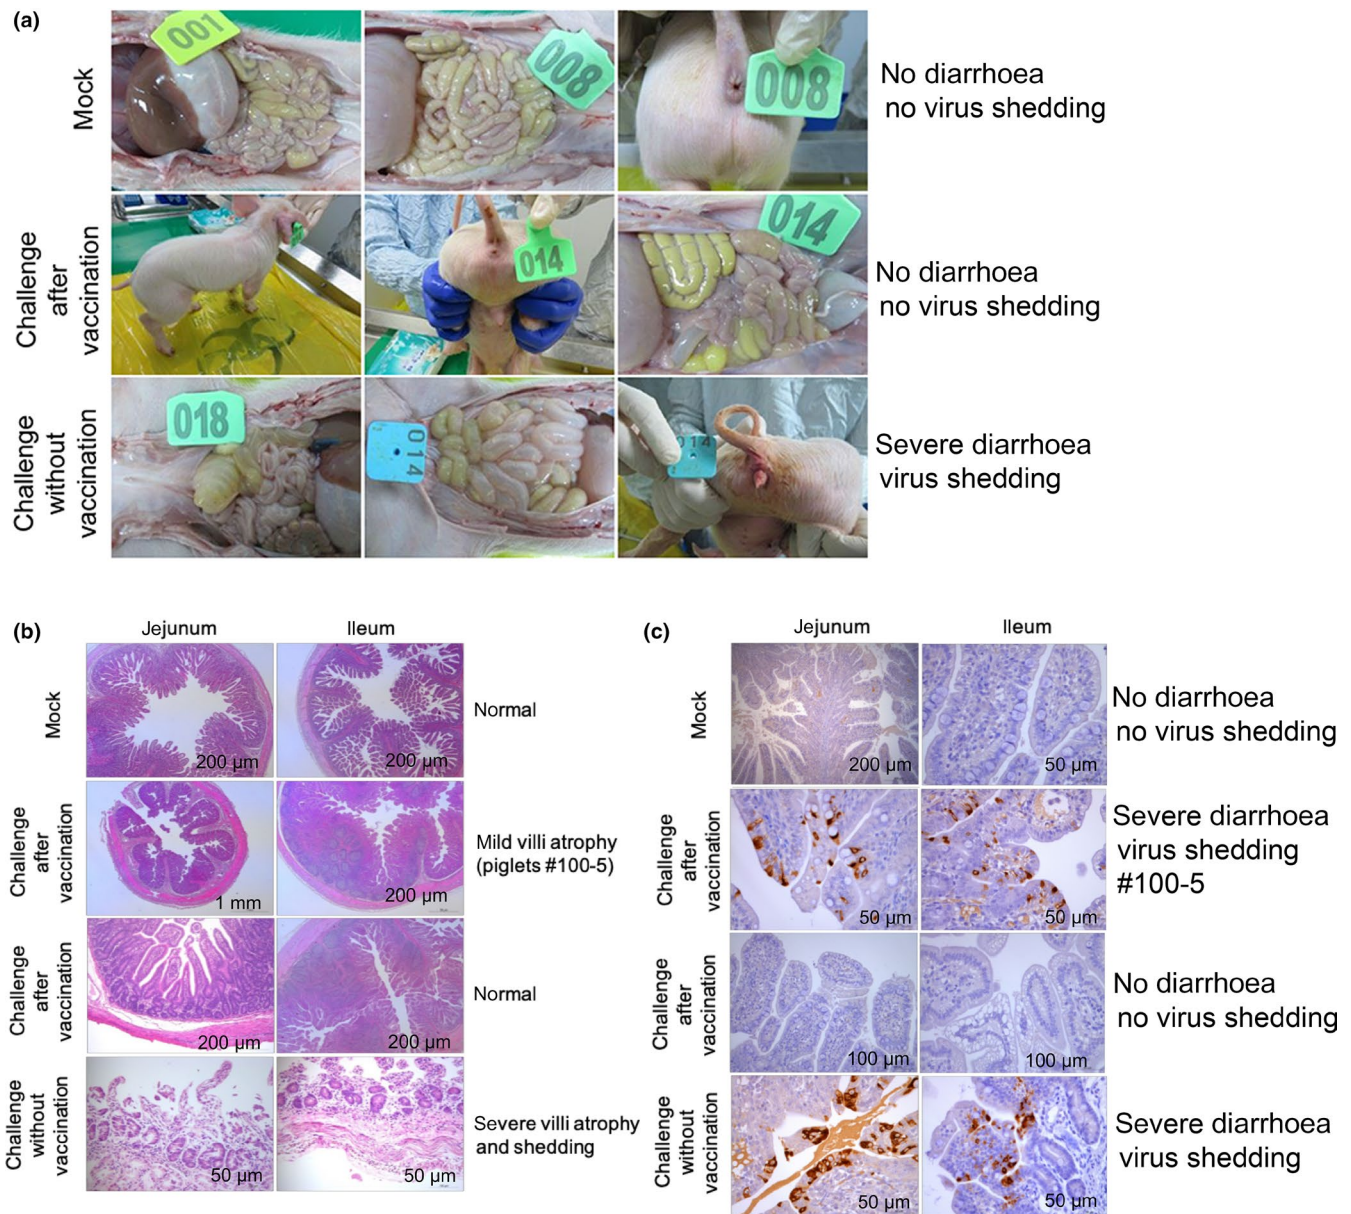 (a)
Mock
001
008
008
No diarrhoea
no virus shedding
Challenge
after
vaccination
014
014
No diarrhoea
no virus shedding
Challenge
without
vaccination
018
014
014
Severe diarrhoea
virus shedding
(b)
Jejunum
Ileum
Mock
200 µm
200 µm
Normal
Challenge
after
vaccination
1 mm
200 µm
Mild villi atrophy
(piglets #100-5)
Challenge
after
vaccination
200 µm
200 µm
Normal
Challenge
without
vaccination
50 µm
50 µm
Severe villi atrophy
and shedding
(c)
Jejunum
Ileum
Mock
200 µm
50 µm
No diarrhoea
no virus shedding
Challenge
after
vaccination
50 µm
50 µm
Severe diarrhoea
virus shedding
#100-5
Challenge
after
vaccination
100 µm
100 µm
No diarrhoea
no virus shedding
Challenge
without
vaccination
50 µm
50 µm
Severe diarrhoea
virus shedding